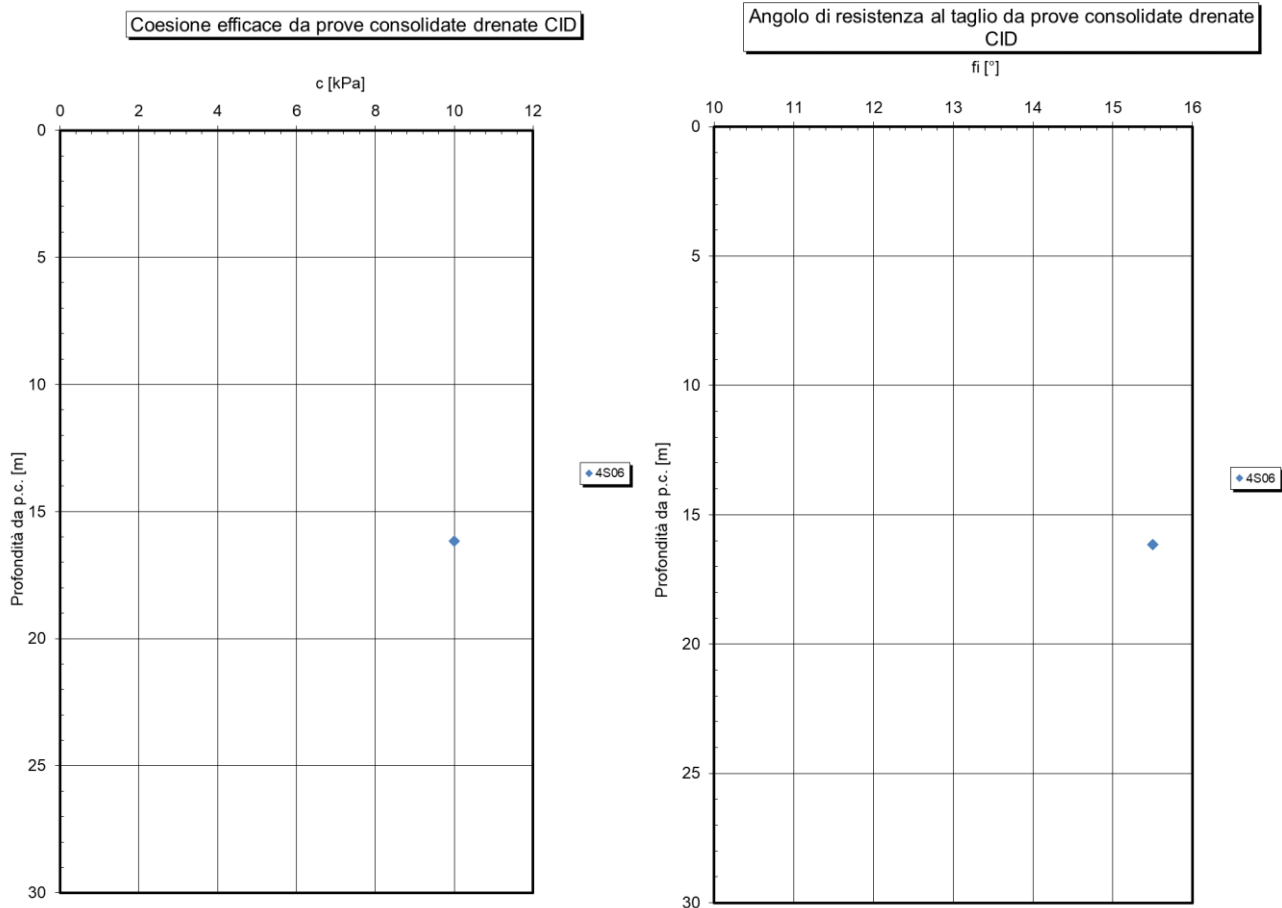 Coesione efficace da prove consolidate drenate CID
c [kPa]
0 2 4 6 8 10 12
0
5
10
15
20
25
30
Profondità da p.c. [m]
4S06
Angolo di resistenza al taglio da prove consolidate drenate
CID
fi [°]
10 11 12 13 14 15 16
0
5
10
15
20
25
30
Profondità da p.c. [m]
4S06